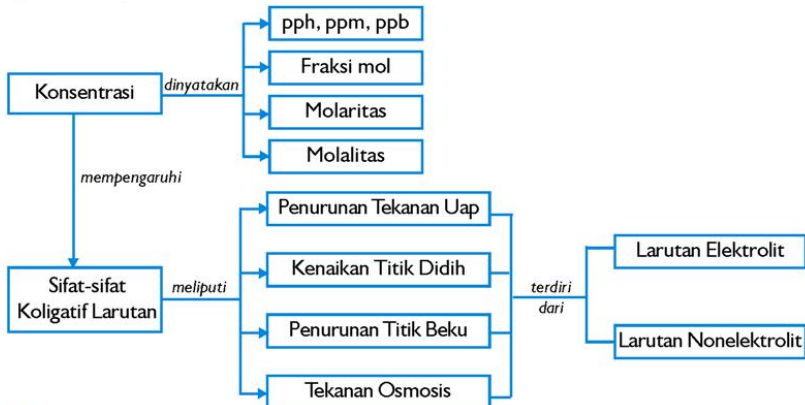 pph, ppm, ppb
Konsentrasi
dinyatakan
Fraksi mol
Molaritas
Molalitas
mempengaruhi
Sifat-sifat
Koligatif Larutan
meliputi
Penurunan Tekanan Uap
Kenaikan Titik Didih
Penurunan Titik Beku
Tekanan Osmosis
terdiri
dari
Larutan Elektrolit
Larutan Nonelektrolit